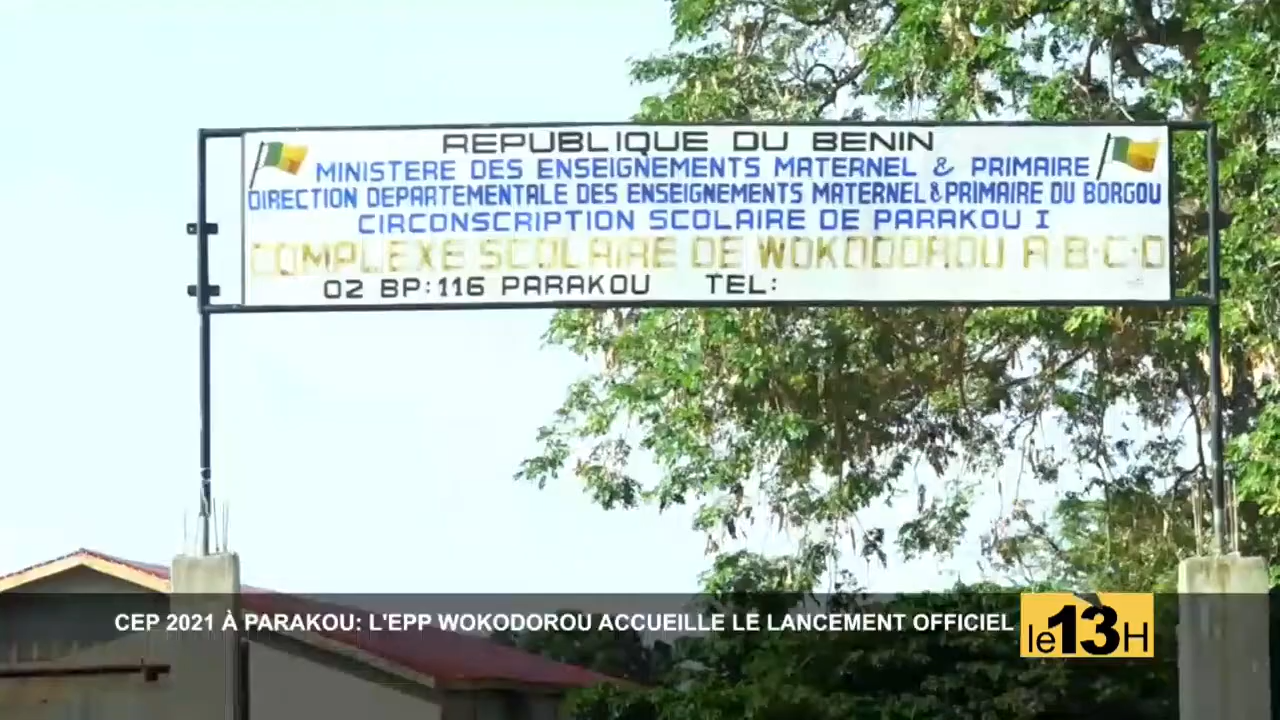 REPUBLIQUE DU BENIN
MINISTERE DES ENSEIGNEMENTS MATERNEL & PRIMAIRE
DIRECTION DEPARTEMENTALE DES ENSEIGNEMENTS MATERNEL & PRIMAIRE DU BORGOU
CIRCONSCRIPTION SCOLAIRE DE PARAKOU I
COMPLEXE SCOLAIRE DE WOKODOROU A·B·C·D
02 BP:116 PARAKOU TEL:
CEP 2021 À PARAKOU: L'EPP WOKODOROU ACCUEILLE LE LANCEMENT OFFICIEL
le13H